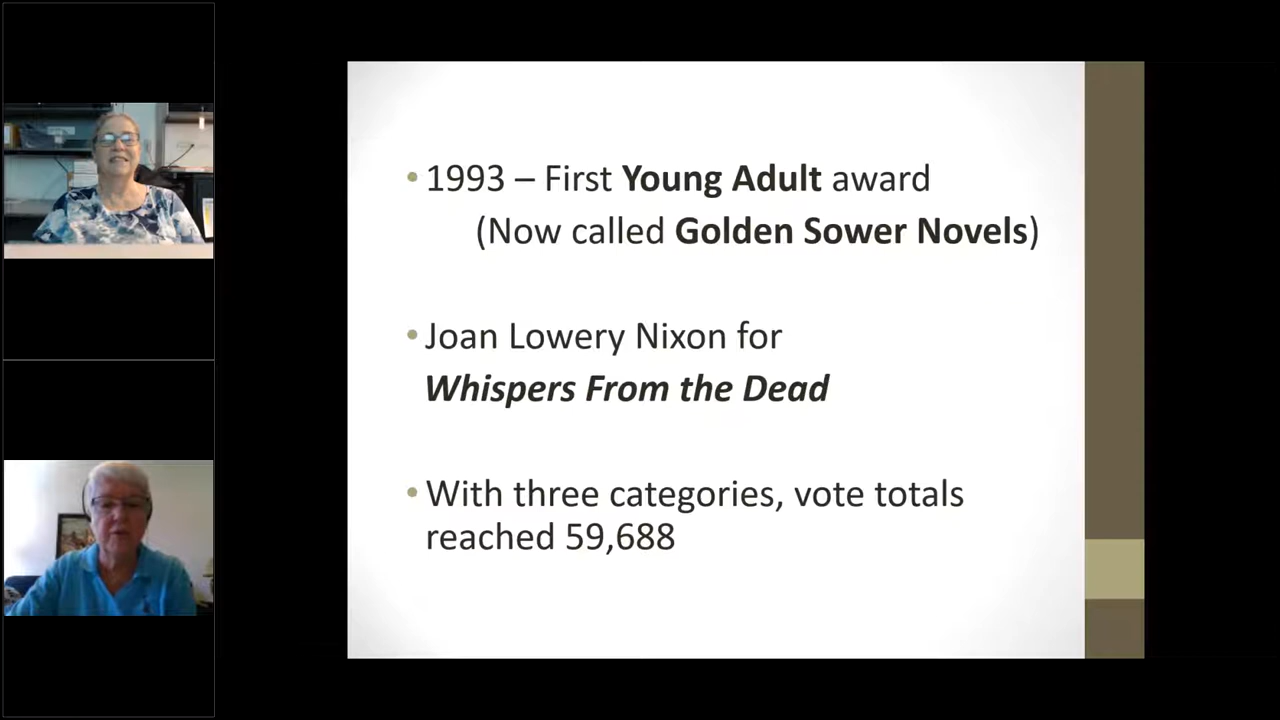 • 1993 – First Young Adult award
(Now called Golden Sower Novels)
• Joan Lowery Nixon for
Whispers From the Dead
• With three categories, vote totals
reached 59,688